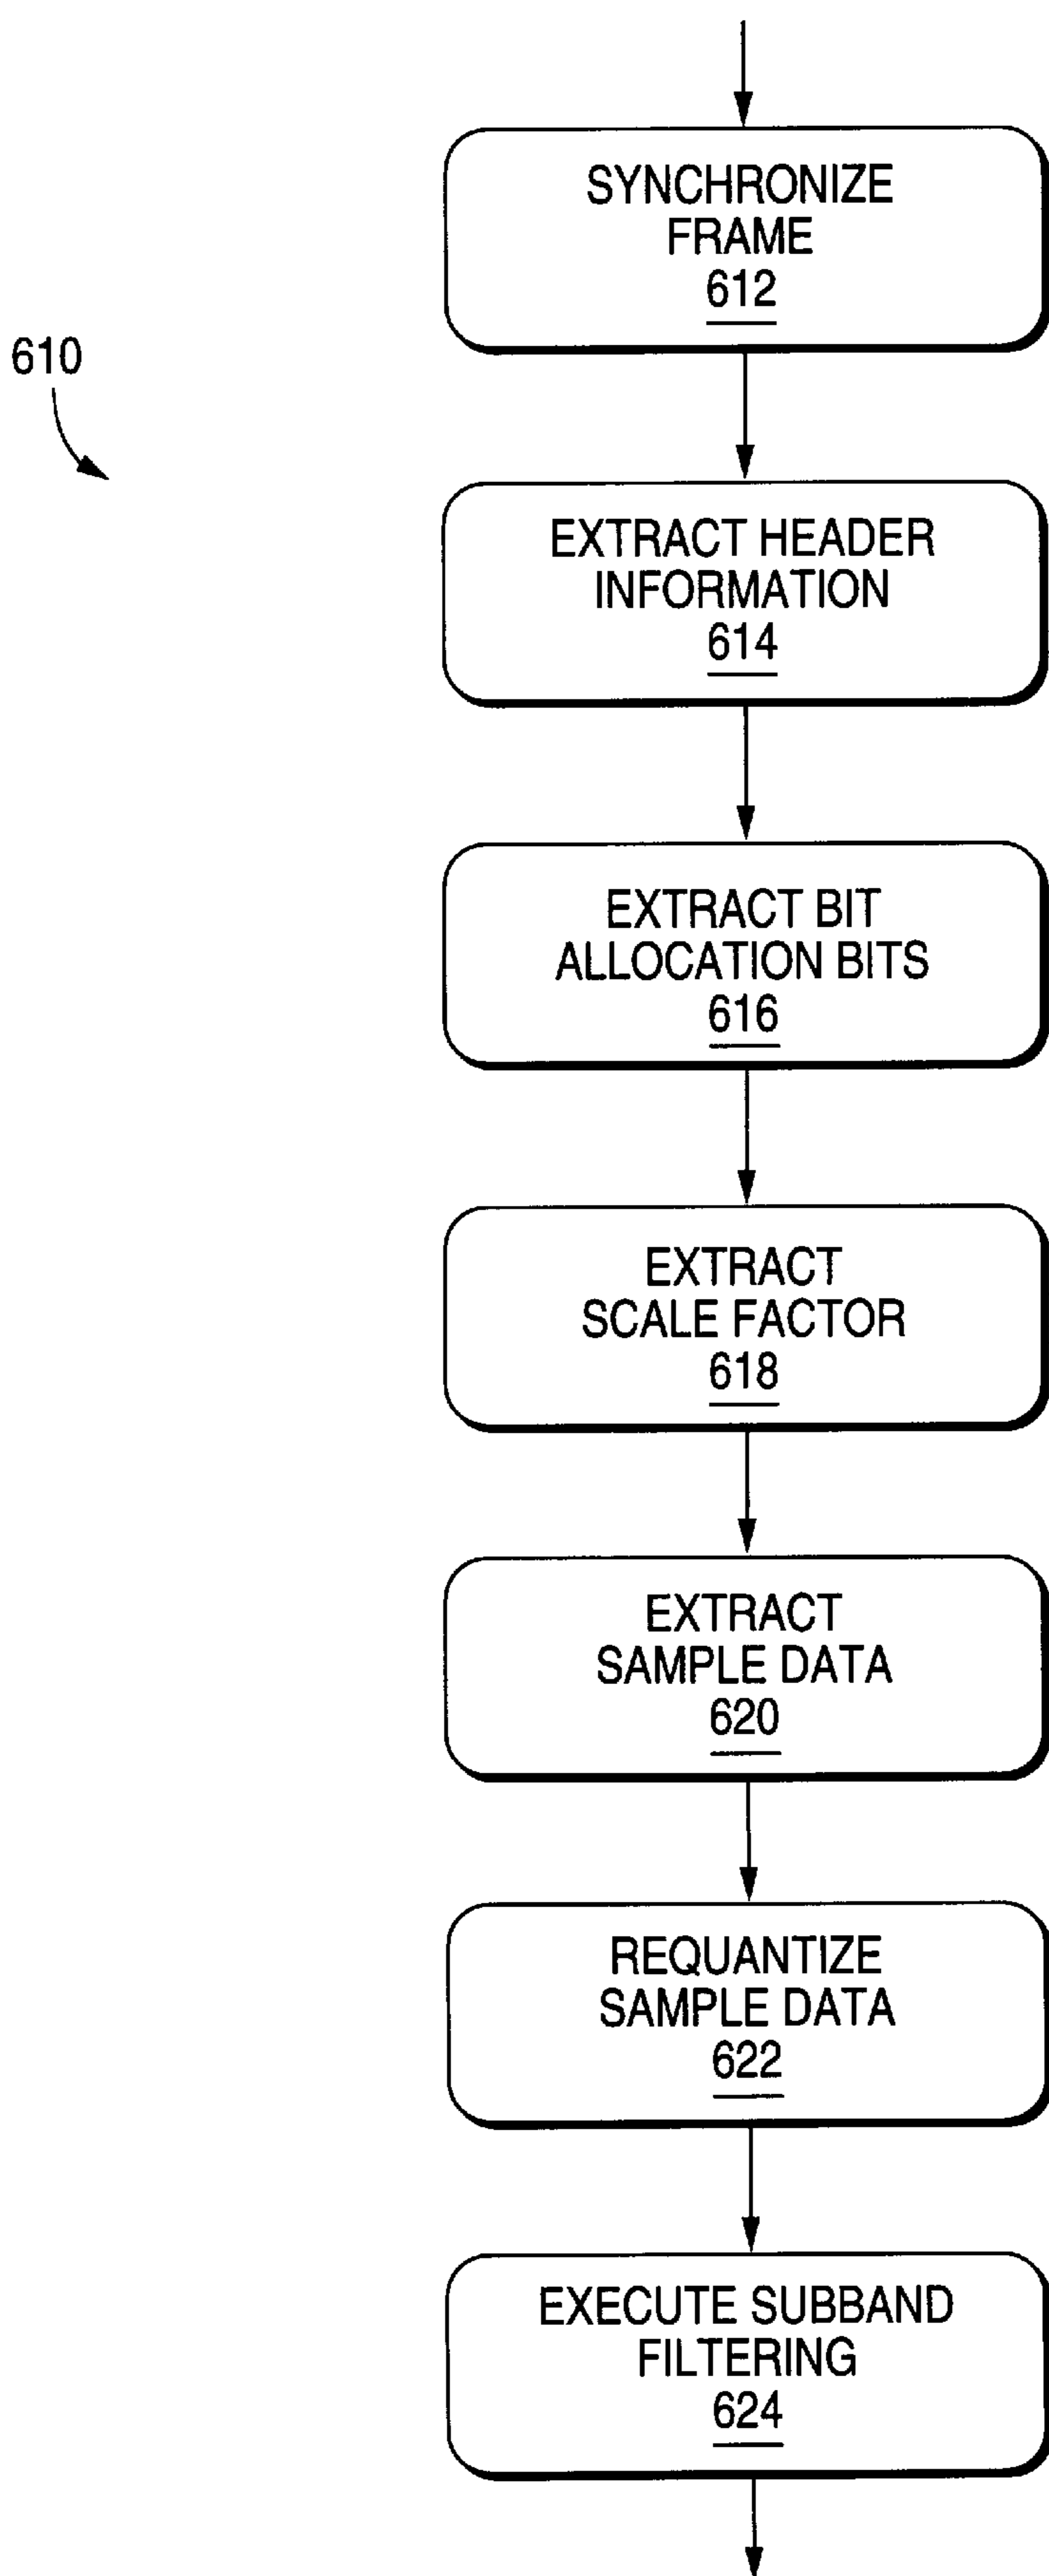 SYNCHRONIZE
FRAME
612
610
EXTRACT HEADER
INFORMATION
614
EXTRACT BIT
ALLOCATION BITS
616
EXTRACT
SCALE FACTOR
618
EXTRACT
SAMPLE DATA
620
REQUANTIZE
SAMPLE DATA
622
EXECUTE SUBBAND
FILTERING
624